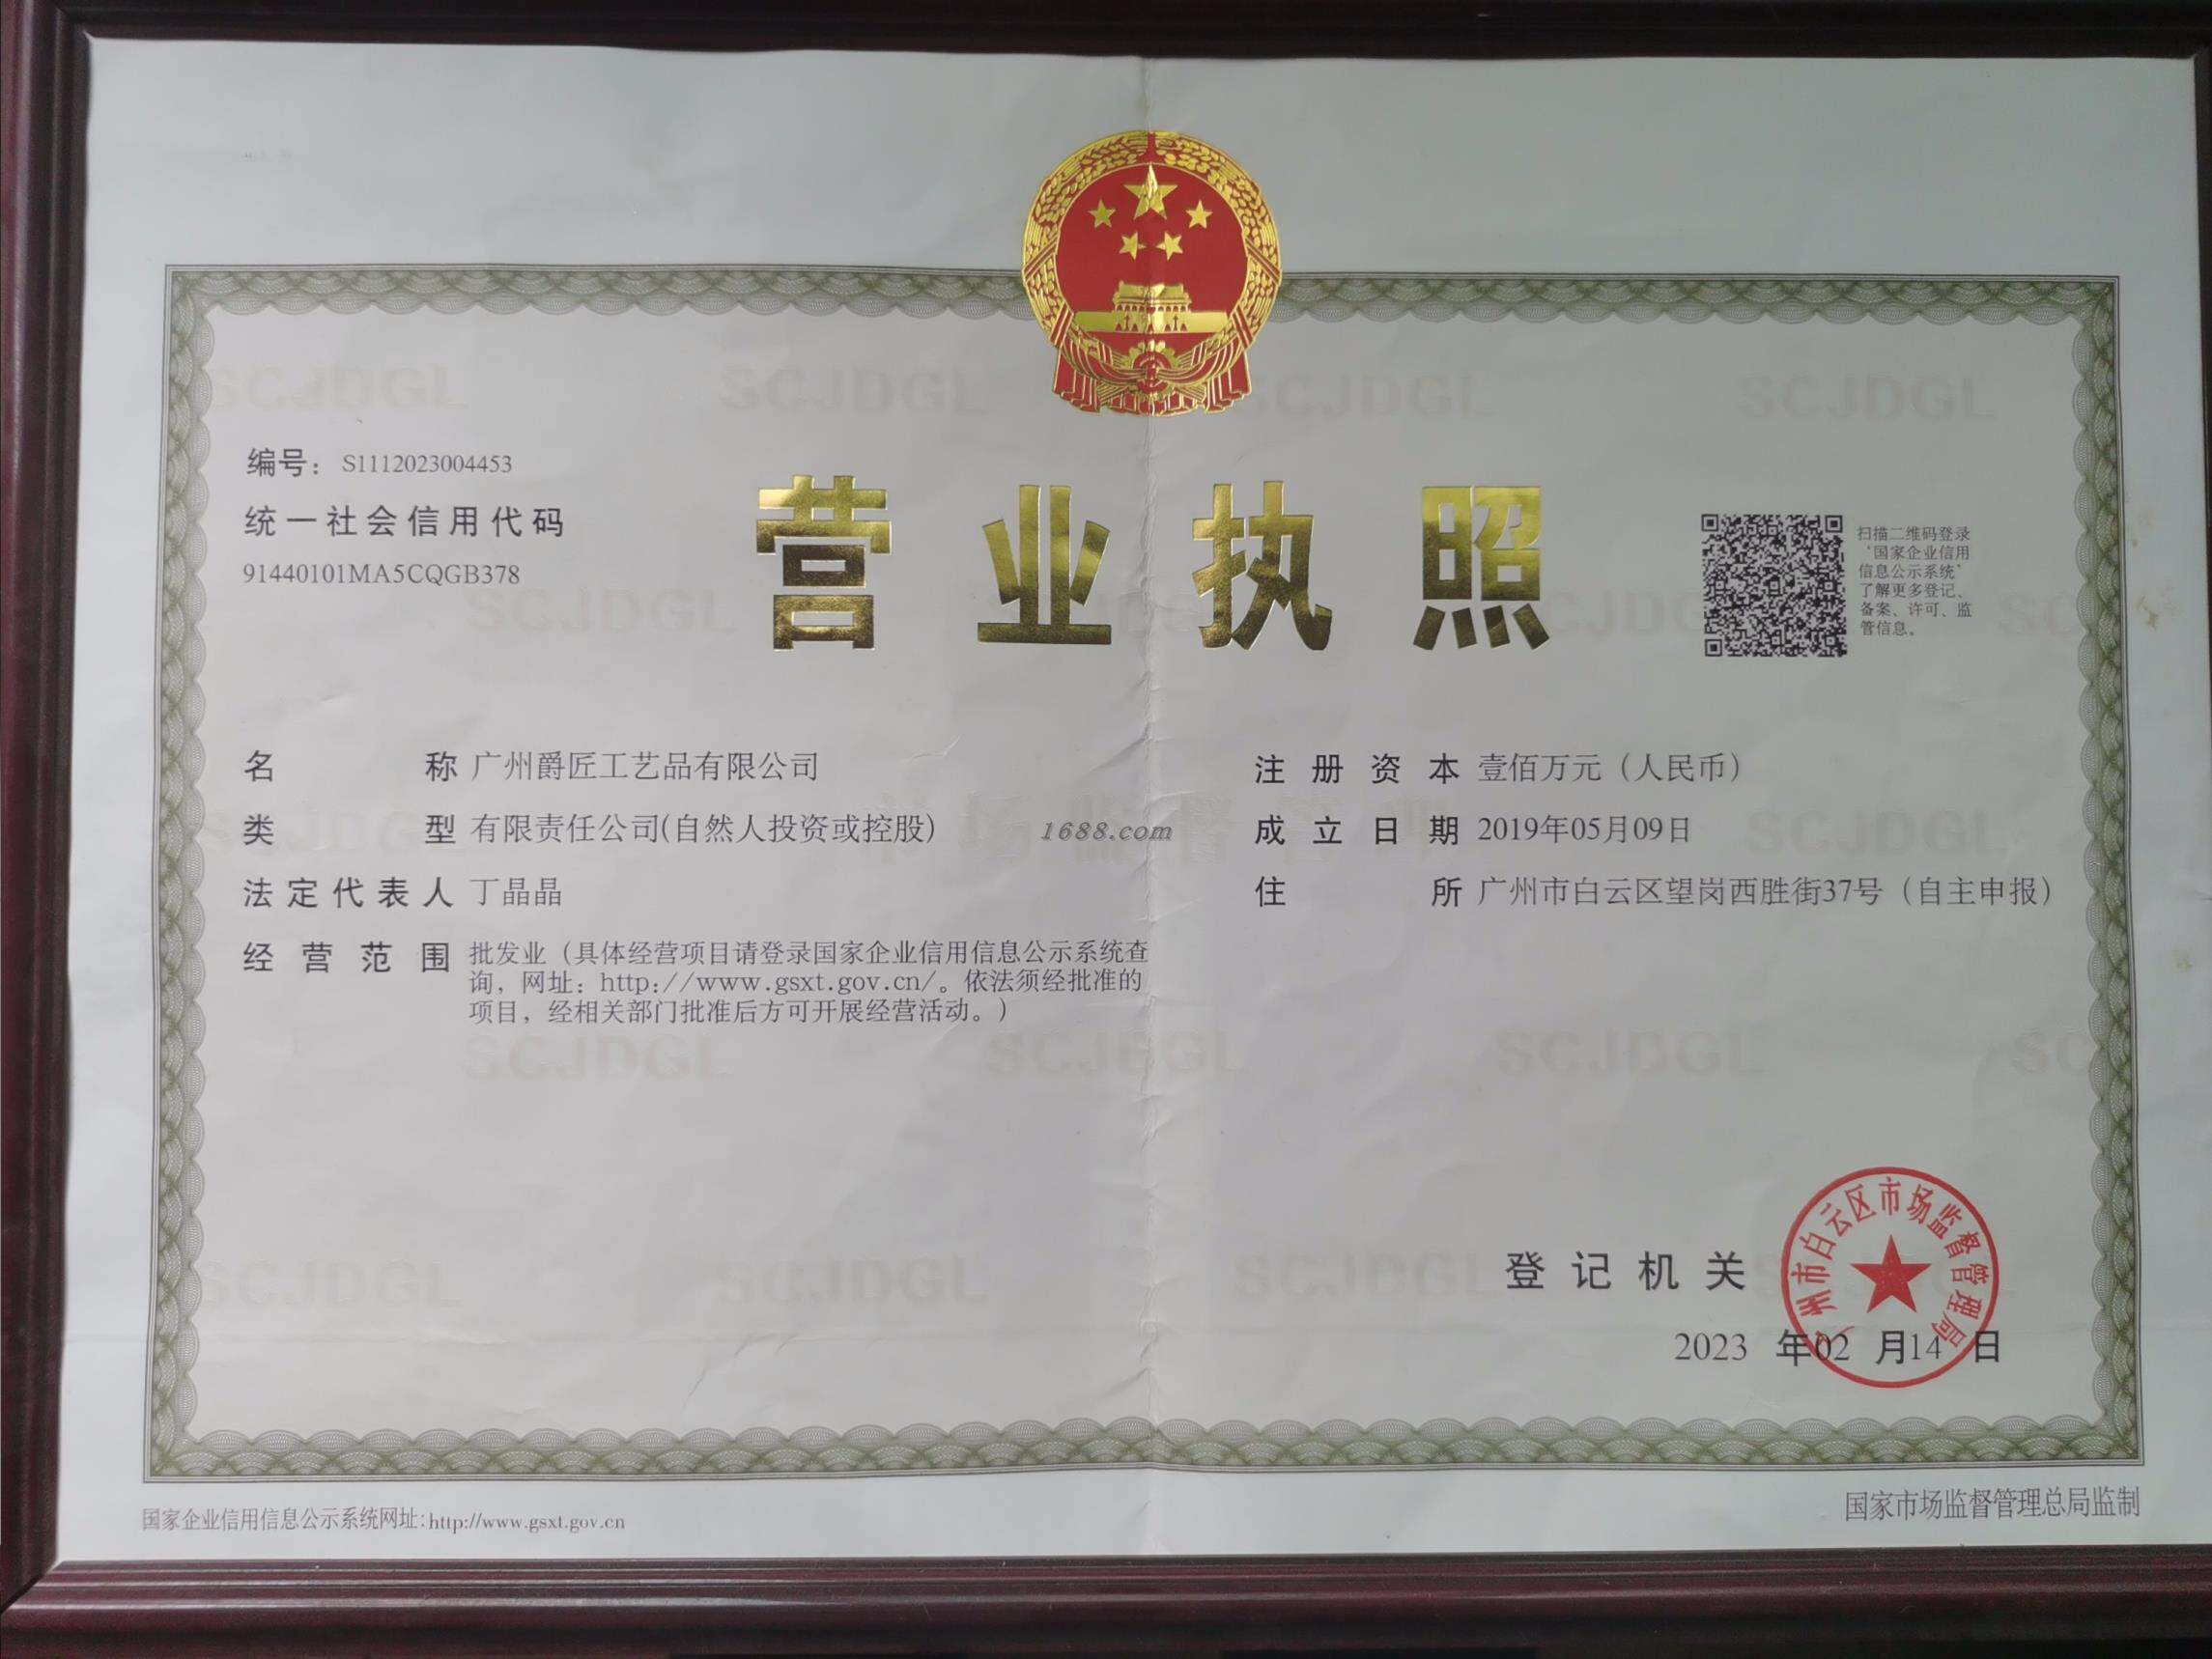 编号： S1112023004453
统一社会信用代码
91440101MA5CQGB378
营业执照
扫描二维码登录
‘国家企业信用
信息公示系统’
了解更多登记、
备案、许可、监
管信息。
名称 广州爵匠工艺品有限公司
类型 有限责任公司(自然人投资或控股)
法定代表人 丁晶晶
经营范围 批发业（具体经营项目请登录国家企业信用信息公示系统查
询，网址：http://www.gsxt.gov.cn/。依法须经批准的
项目，经相关部门批准后方可开展经营活动。）
1688.com
注册资本 壹佰万元（人民币）
成立日期 2019年05月09日
住所 广州市白云区望岗西胜街37号（自主申报）
登记机关
广州市白云区市场监督管理局
2023 年02 月14 日
国家企业信用信息公示系统网址:http://www.gsxt.gov.cn
国家市场监督管理总局监制
SCJDGL